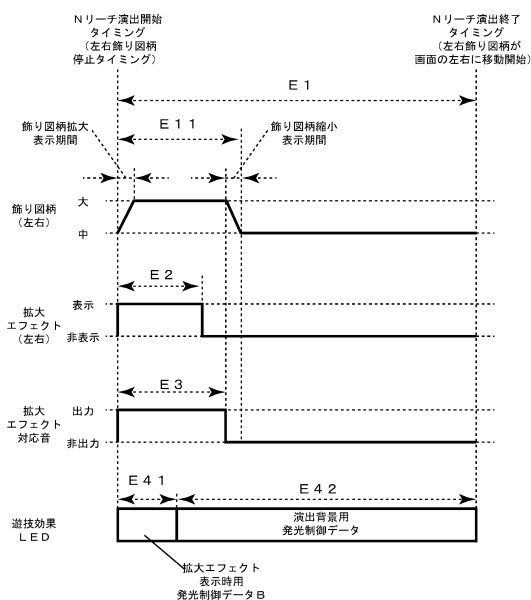 Nリーチ演出開始
タイミング
(左右飾り図柄
停止タイミング)
Nリーチ演出終了
タイミング
(左右飾り図柄が
画面の左右に移動開始)
E1
飾り図柄拡大
表示期間
E11
飾り図柄縮小
表示期間
飾り図柄
(左右)
大
中
E2
拡大
エフェクト
(左右)
表示
非表示
E3
拡大
エフェクト
対応音
出力
非出力
E41
E42
遊技効果
LED
演出背景用
発光制御データ
拡大エフェクト
表示時用
発光制御データB